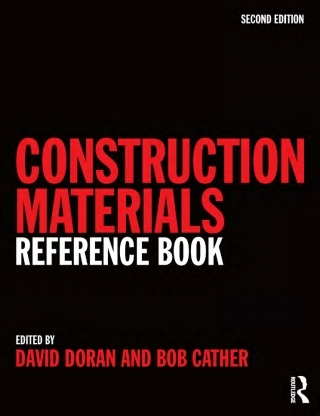 SECOND EDITION
CONSTRUCTION
MATERIALS
REFERENCE BOOK
EDITED BY
DAVID DORAN AND BOB CATHER
ROUTLEDGE